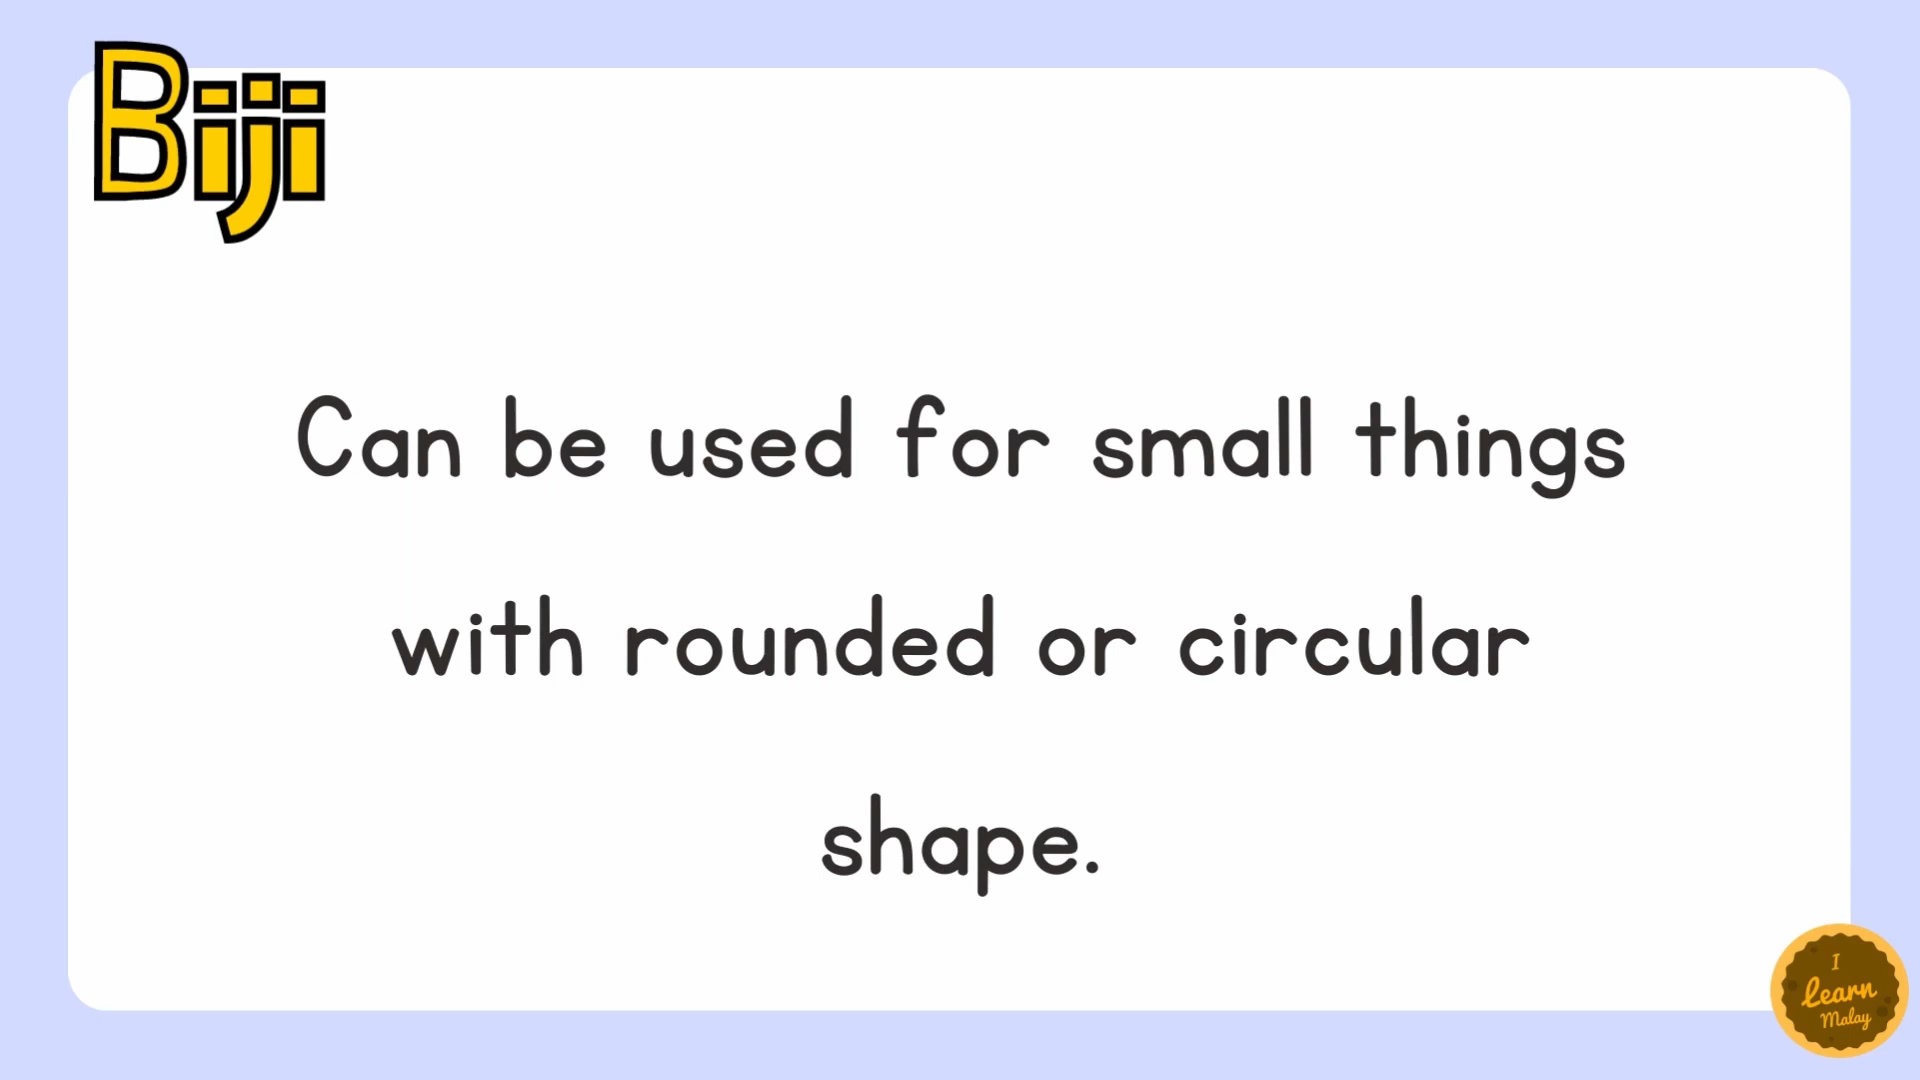 Biji
Can be used for small things
with rounded or circular
shape.
I
Learn
Malay